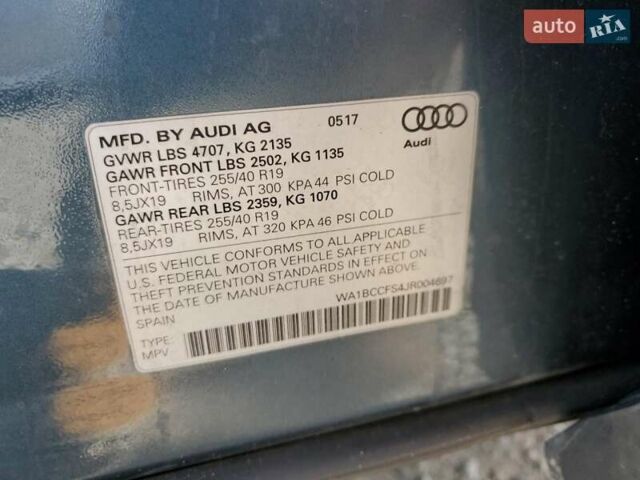 auto RIA.com
MFD. BY AUDI AG 0517
GVWR LBS 4707, KG 2135
GAWR FRONT LBS 2502, KG 1135
Audi
FRONT-TIRES 255/40 R19
8,5JX19 RIMS, AT 300 KPA 44 PSI COLD
GAWR REAR LBS 2359, KG 1070
REAR-TIRES 255/40 R19
8,5JX19 RIMS, AT 320 KPA 46 PSI COLD
THIS VEHICLE CONFORMS TO ALL APPLICABLE
U.S. FEDERAL MOTOR VEHICLE SAFETY AND
THEFT PREVENTION STANDARDS IN EFFECT ON
THE DATE OF MANUFACTURE SHOWN ABOVE.
SPAIN WA1BCCFS4JR004697
TYPE:
MPV